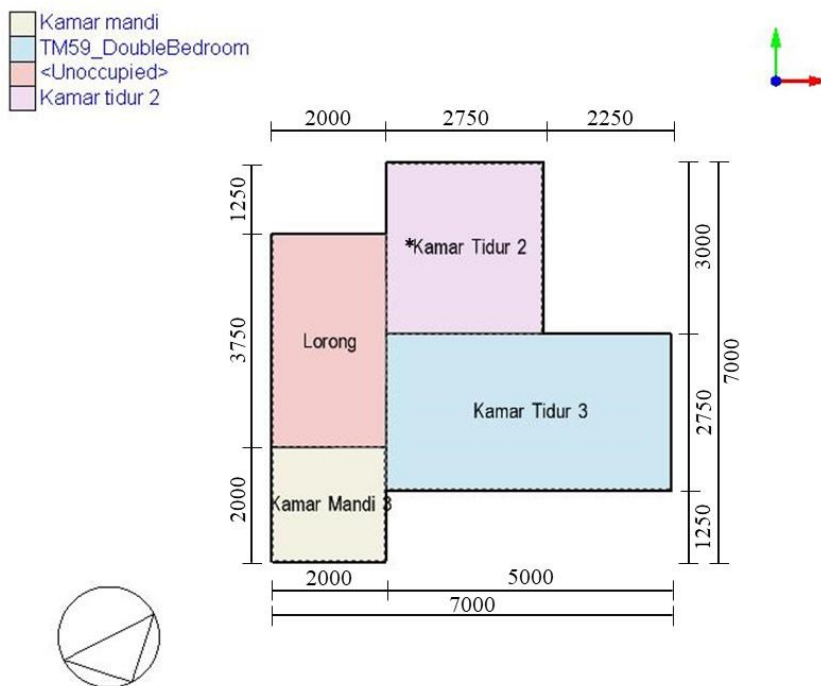 Kamar mandi
TM59_DoubleBedroom
<Unoccupied>
Kamar tidur 2
2000
2750
2250
1250
3750
2000
*Kamar Tidur 2
Lorong
Kamar Tidur 3
Kamar Mandi 3
3000
2750
1250
7000
2000
5000
7000